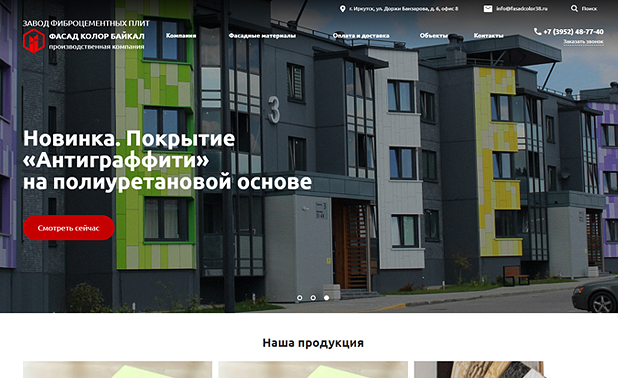 г. Иркутск, ул. Доржи Банзарова, д. 6, офис 8
info@fasadcolor38.ru
Поиск
ЗАВОД ФИБРОЦЕМЕНТНЫХ ПЛИТ
ФАСАД КОЛОР БАЙКАЛ
производственная компания
Компания
Фасадные материалы
Оплата и доставка
Объекты
Контакты
+7 (3952) 48-77-40
Заказать звонок
3
Новинка. Покрытие
«Антиграффити»
на полиуретановой основе
Смотреть сейчас
Наша продукция